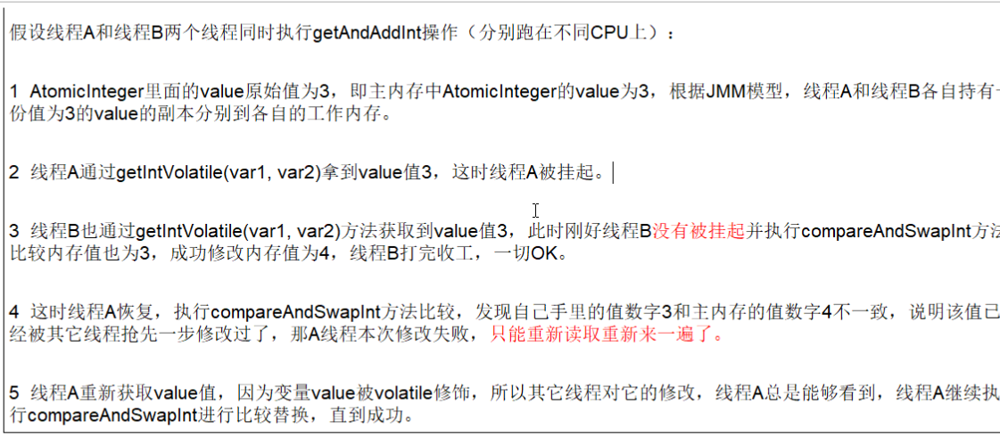 假设线程A和线程B两个线程同时执行getAndAddInt操作（分别跑在不同CPU上）：
1 AtomicInteger里面的value原始值为3，即主内存中AtomicInteger的value为3，根据JMM模型，线程A和线程B各自持有
份值为3的value的副本分别到各自的工作内存。
2 线程A通过getIntVolatile(var1, var2)拿到value值3，这时线程A被挂起。
3 线程B也通过getIntVolatile(var1, var2)方法获取到value值3，此时刚好线程B没有被挂起并执行compareAndSwapInt方
比较内存值也为3，成功修改内存值为4，线程B打完收工，一切OK。
4 这时线程A恢复，执行compareAndSwapInt方法比较，发现自己手里的值数字3和主内存的值数字4不一致，说明该值已
经被其它线程抢先一步修改过了，那A线程本次修改失败，只能重新读取重新来一遍了。
5 线程A重新获取value值，因为变量value被volatile修饰，所以其它线程对它的修改，线程A总是能够看到，线程A继续执
行compareAndSwapInt进行比较替换，直到成功。